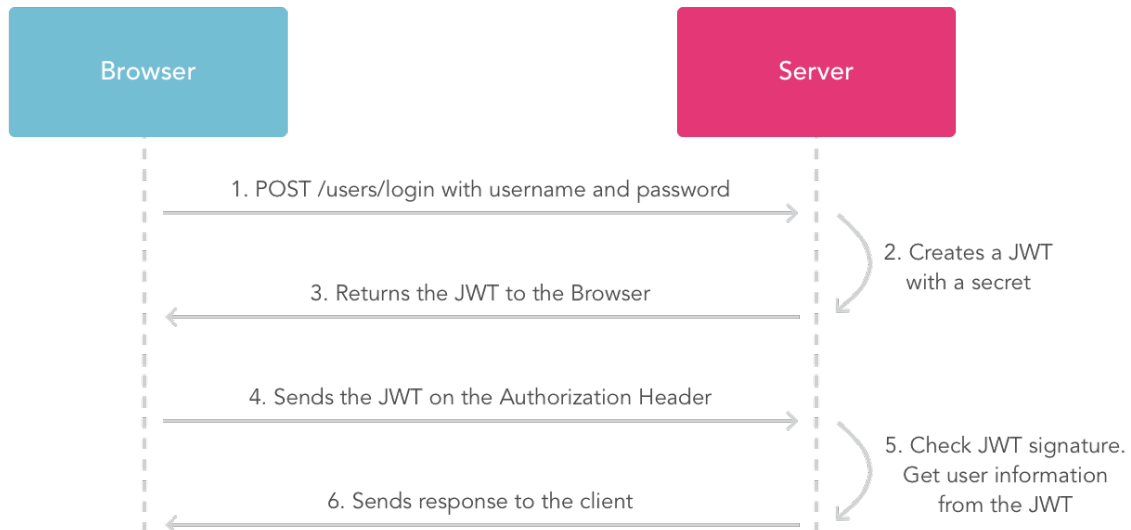 Browser
Server
1. POST /users/login with username and password
2. Creates a JWT
with a secret
3. Returns the JWT to the Browser
4. Sends the JWT on the Authorization Header
5. Check JWT signature.
Get user information
from the JWT
6. Sends response to the client